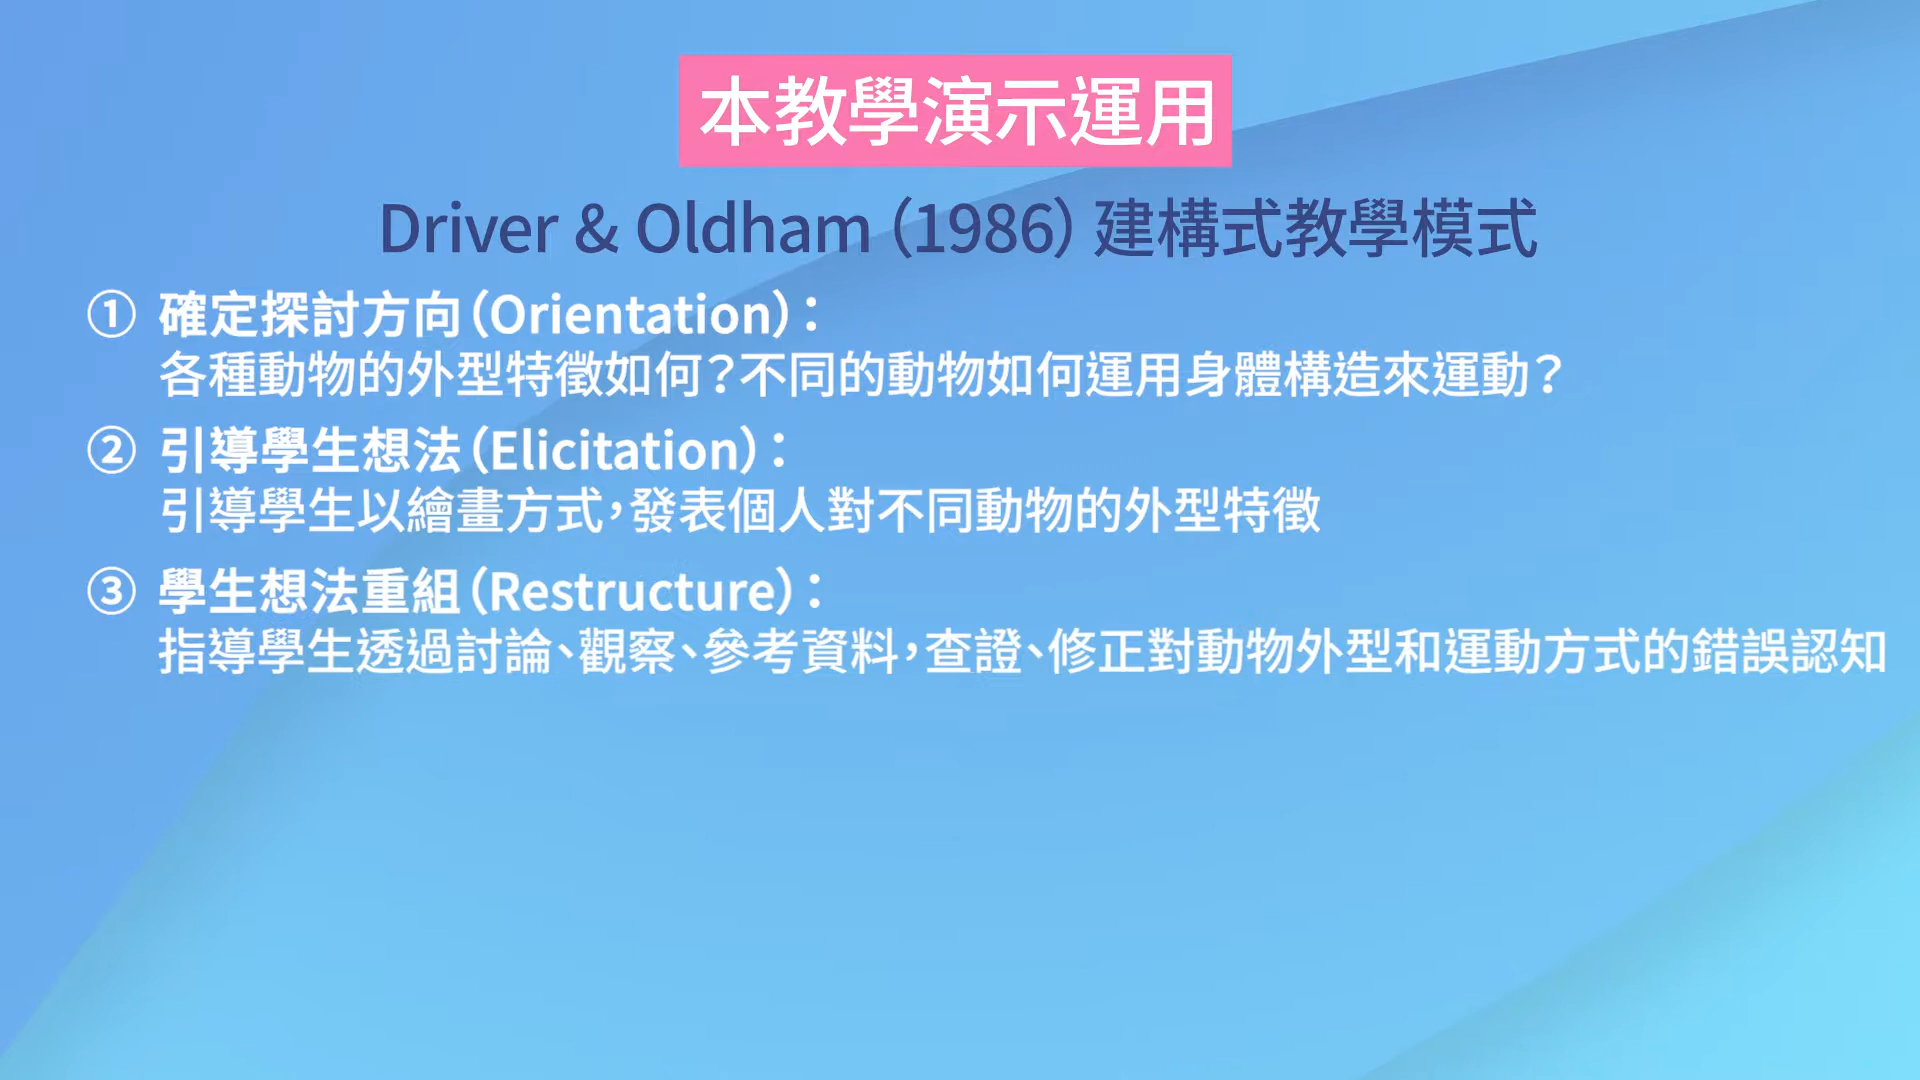 本教學演示運用
Driver & Oldham（1986）建構式教學模式
① 確定探討方向（Orientation）：
各種動物的外型特徵如何？不同的動物如何運用身體構造來運動？
② 引導學生想法（Elicitation）：
引導學生以繪畫方式，發表個人對不同動物的外型特徵
③ 學生想法重組（Restructure）：
指導學生透過討論、觀察、參考資料，查證、修正對動物外型和運動方式的錯誤認知